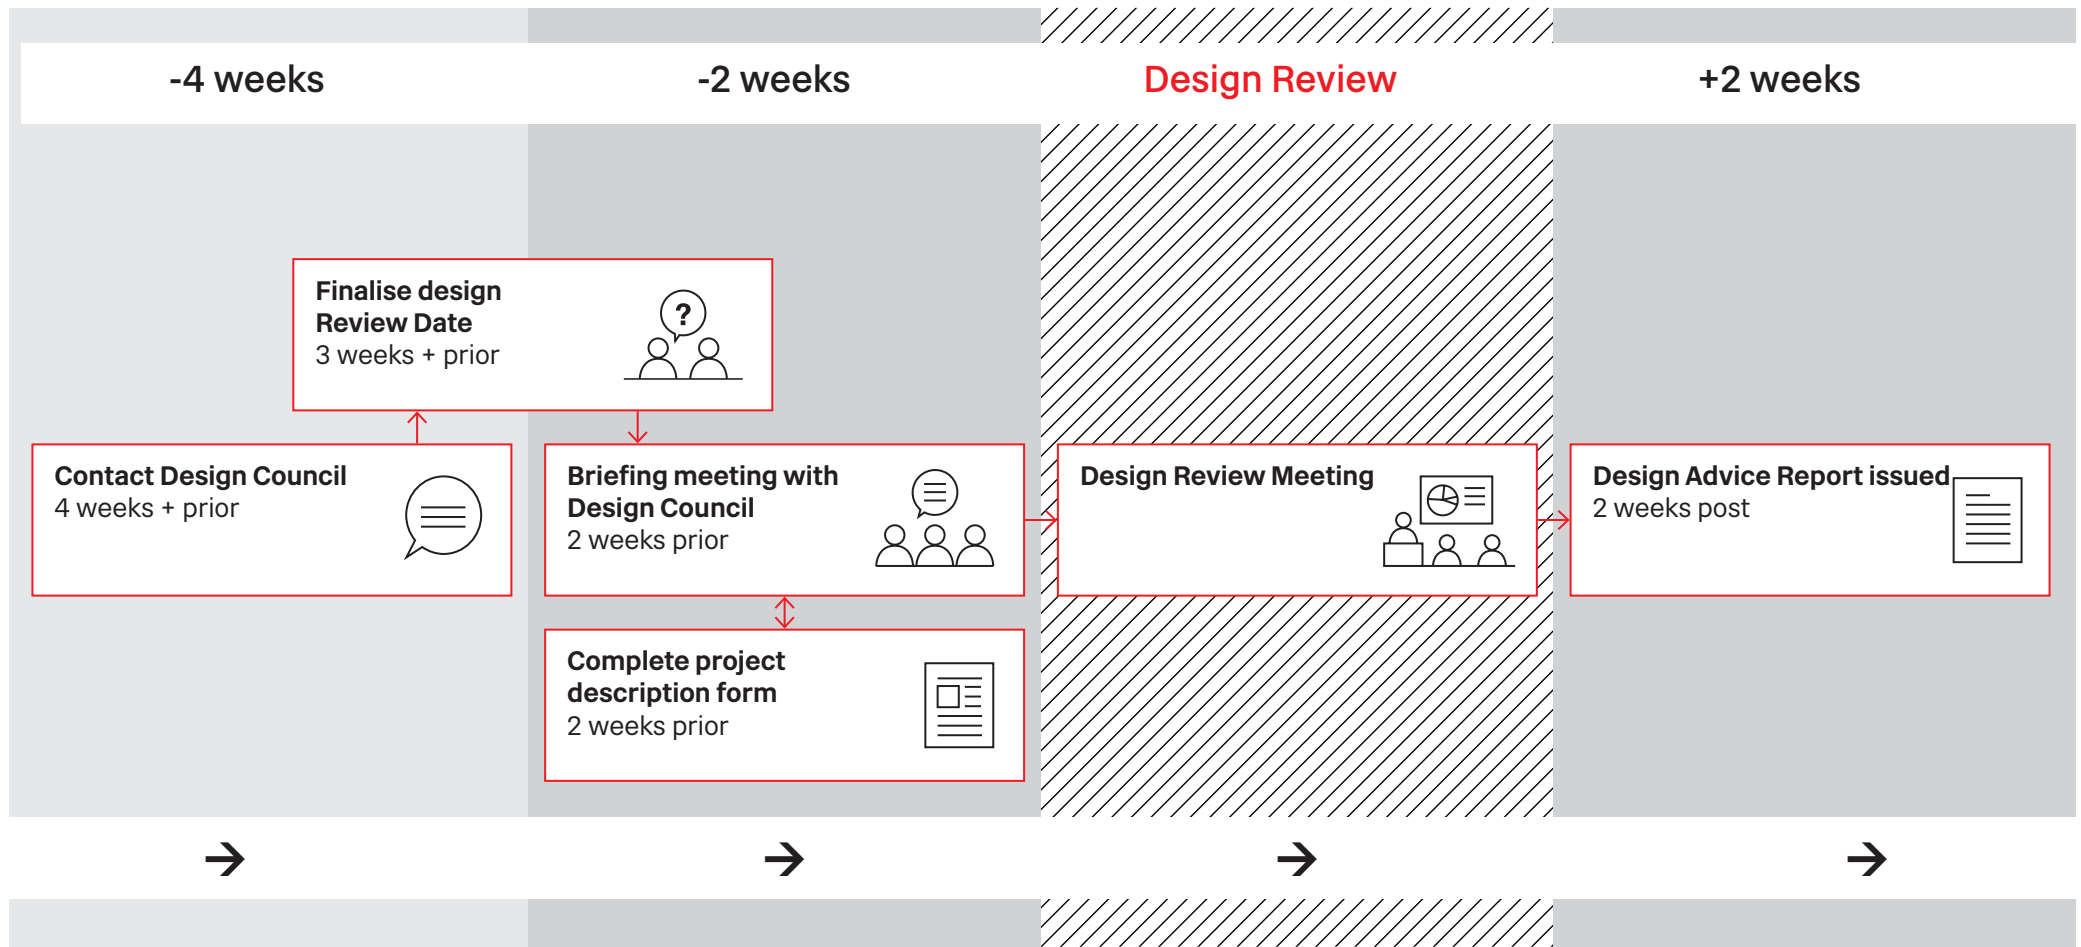 -4 weeks
-2 weeks
Design Review
+2 weeks
Finalise design
Review Date
3 weeks + prior
?
Contact Design Council
4 weeks + prior
Briefing meeting with
Design Council
2 weeks prior
Design Review Meeting
Design Advice Report issued
2 weeks post
Complete project
description form
2 weeks prior